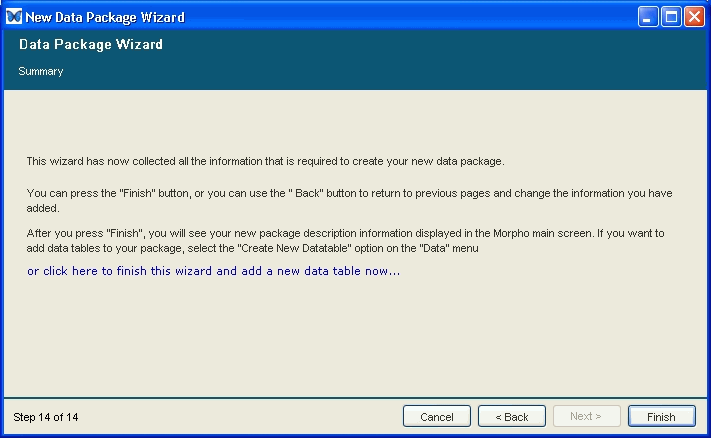 New Data Package Wizard
Data Package Wizard
Summary
This wizard has now collected all the information that is required to create your new data package.
You can press the "Finish" button, or you can use the " Back" button to return to previous pages and change the information you have
added.
After you press "Finish", you will see your new package description information displayed in the Morpho main screen. If you want to
add data tables to your package, select the "Create New Datatable" option on the "Data" menu
or click here to finish this wizard and add a new data table now...
Step 14 of 14
Cancel
< Back
Next >
Finish